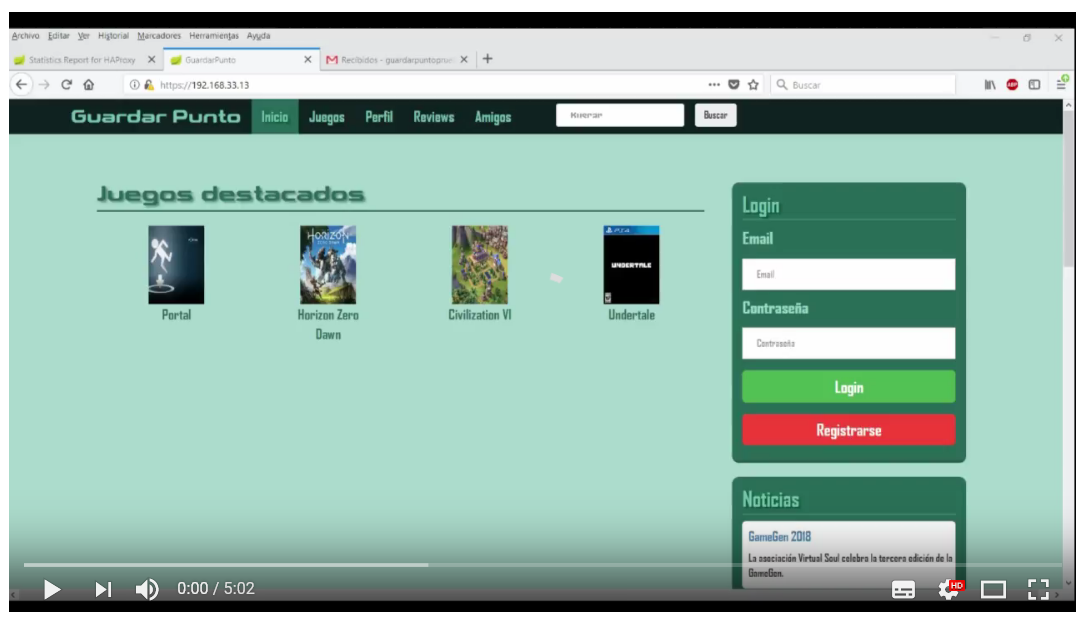 Archivo Editar Ver Historial Marcadores Herramientas Ayuda
Statistics Report for HAProxy
GuardarPunto
Recibidos - guardarpuntoprue
https://192.168.33.13
Buscar
Guardar Punto Inicio Juegos Perfil Reviews Amigos Buscar Buscar
Juegos destacados
HORIZON
UNDERTALE
Portal
Horizon Zero
Dawn
Civilization VI
Undertale
Login
Email
Email
Contraseña
Contraseña
Login
Registrarse
Noticias
GameGen 2018
La asociación Virtual Soul celebra la tercera edición de la
GameGen.
0:00 / 5:02
HD